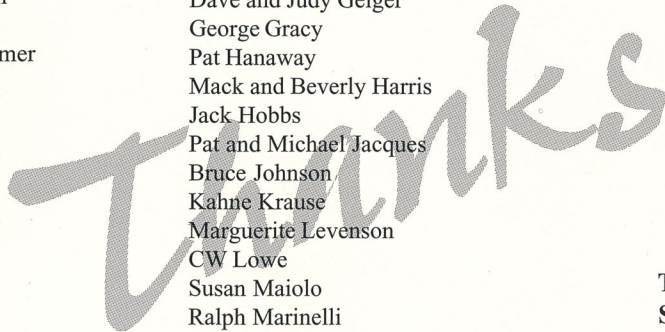 mer
Dave and Judy Geiger
George Gracy
Pat Hanaway
Mack and Beverly Harris
Jack Hobbs
Pat and Michael Jacques
Bruce Johnson
Kahne Krause
Marguerite Levenson
CW Lowe
Susan Maiolo
Ralph Marinelli
Thanks
T
S